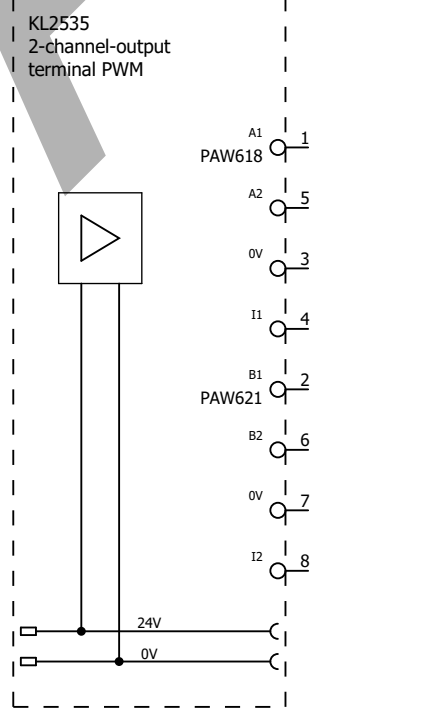 KL2535
2-channel-output
terminal PWM
A1 1
PAW618
A2 5
0V 3
I1 4
B1 2
PAW621
B2 6
0V 7
I2 8
24V
0V